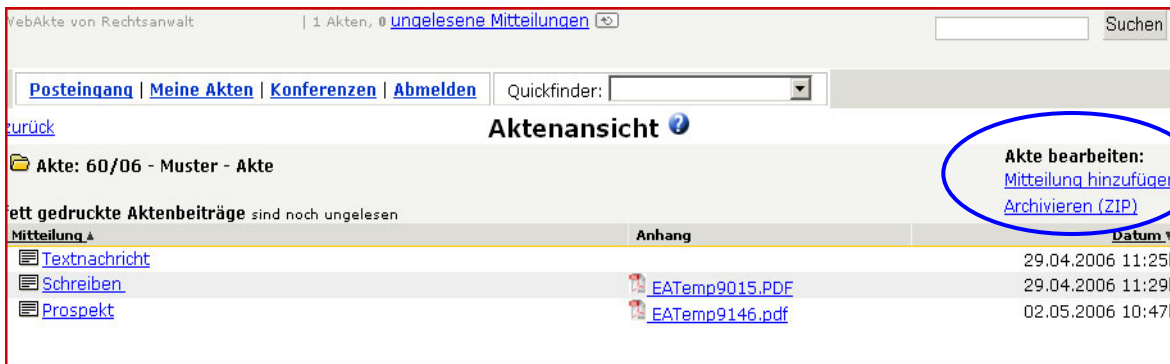 WebAkte von Rechtsanwalt | 1 Akten, 0 ungelesene Mitteilungen Suchen
Posteingang | Meine Akten | Konferenzen | Abmelden Quickfinder:
zurück Aktenansicht ?
Akte: 60/06 - Muster - Akte Akte bearbeiten:
Mitteilung hinzufügen
Archivieren (ZIP)
fett gedruckte Aktenbeiträge sind noch ungelesen
Mitteilung Anhang Datum
Textnachricht 29.04.2006 11:25
Schreiben EATemp9015.PDF 29.04.2006 11:29
Prospekt EATemp9146.pdf 02.05.2006 10:47